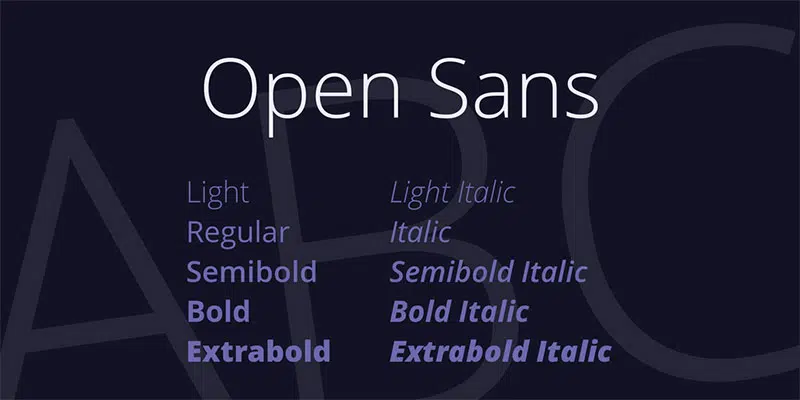 ABC
Open Sans
Light
Regular
Semibold
Bold
Extrabold
Light Italic
Italic
Semibold Italic
Bold Italic
Extrabold Italic